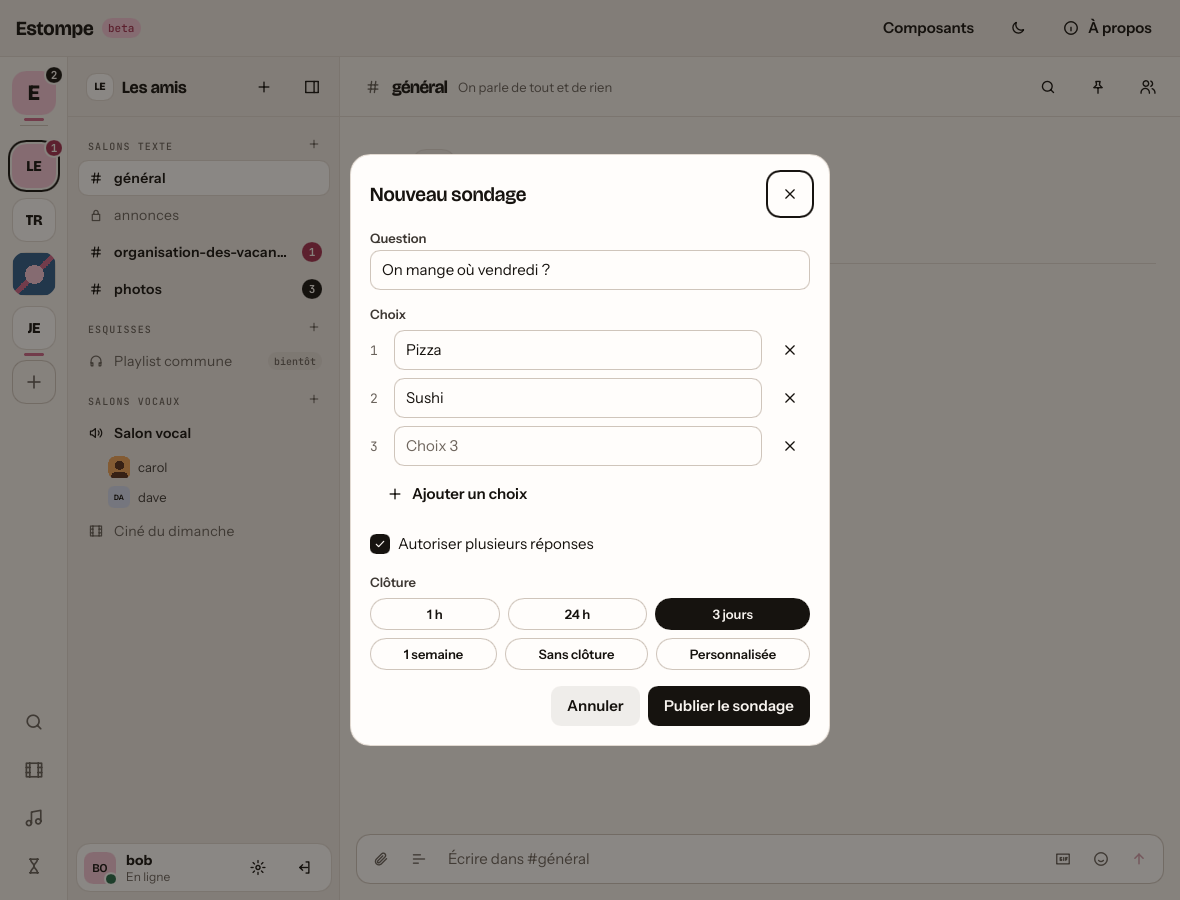 Estompe beta
Composants
À propos
E 2
LE Les amis
# général On parle de tout et de rien
SALONS TEXTE
LE 1
# général
annonces
TR
# organisation-des-vacan... 1
# photos 3
JE
ESQUISSES
Playlist commune bientôt
SALONS VOCAUX
Salon vocal
carol
DA dave
Ciné du dimanche
Nouveau sondage
Question
On mange où vendredi ?
Choix
1 Pizza
2 Sushi
3 Choix 3
Ajouter un choix
Autoriser plusieurs réponses
Clôture
1 h 24 h 3 jours
1 semaine Sans clôture Personnalisée
Annuler Publier le sondage
BO bob
En ligne
Écrire dans #général
GIF